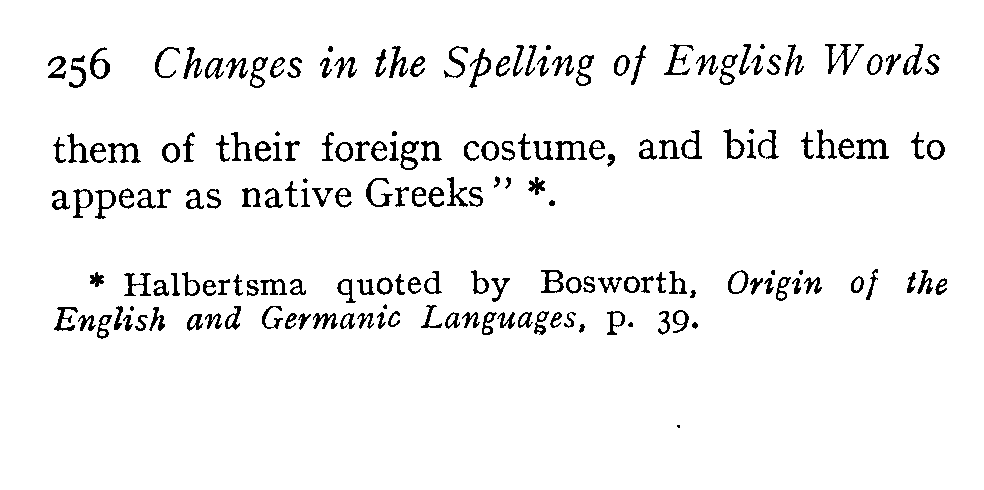 256 Changes in the Spelling of English Words
them of their foreign costume, and bid them to
appear as native Greeks” *.
* Halbertsma quoted by Bosworth, Origin of the
English and Germanic Languages, p. 39.